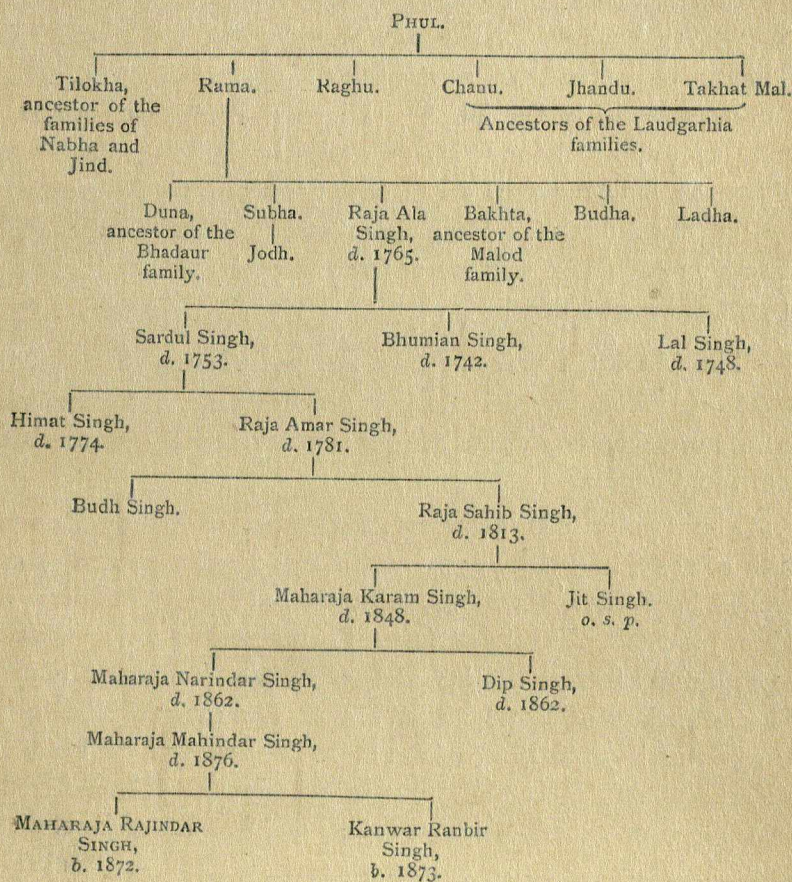 PHUL.
Tilokha,
ancestor of the
families of
Nabha and
Jind.
Rama.
Raghu.
Chanu.
Jhandu.
Takhat Mal.
Ancestors of the Laudgarhia
families.
Duna,
ancestor of the
Bhadaur
family.
Subha.
Jodh.
Raja Ala
Singh,
d. 1765.
Bakhta,
ancestor of the
Malod
family.
Budha.
Ladha.
Sardul Singh,
d. 1753.
Bhumian Singh,
d. 1742.
Lal Singh,
d. 1748.
Himat Singh,
d. 1774.
Raja Amar Singh,
d. 1781.
Budh Singh.
Raja Sahib Singh,
d. 1813.
Maharaja Karam Singh,
d. 1848.
Jit Singh.
o. s. p.
Maharaja Narindar Singh,
d. 1862.
Dip Singh,
d. 1862.
Maharaja Mahindar Singh,
d. 1876.
MAHARAJA RAJINDAR
SINGH,
b. 1872.
Kanwar Ranbir
Singh,
b. 1873.